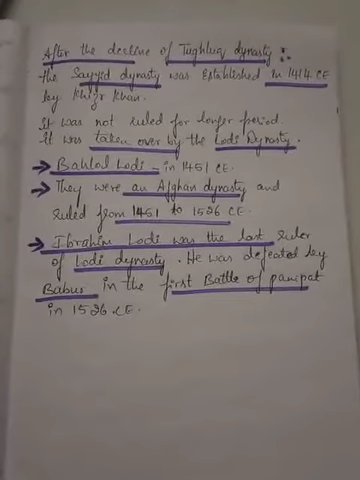 After the decline of Tughluq dynasty :-
the Sayyid dynasty was established in 1414 CE
by Khizr Khan.
It was not ruled for longer period.
It was taken over by the Lodi Dynasty.
→ Bahlol Lodi - in 1451 CE.
→ They were an Afghan dynasty and
ruled from 1451 to 1526 CE.
→ Ibrahim Lodi was the last ruler
of Lodi dynasty. He was defeated by
Babur in the first Battle of panipat
in 1526 CE.